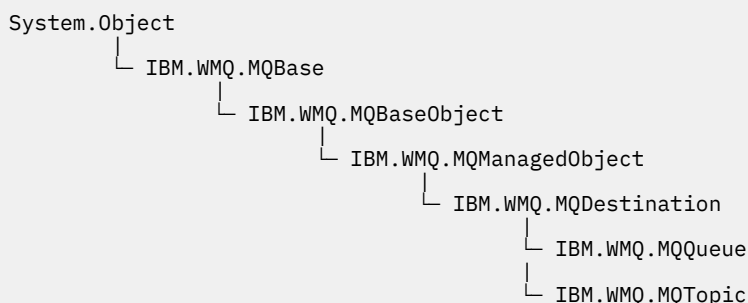 System.Object
IBM.WMQ.MQBase
IBM.WMQ.MQBaseObject
IBM.WMQ.MQManagedObject
IBM.WMQ.MQDestination
IBM.WMQ.MQQueue
IBM.WMQ.MQTopic